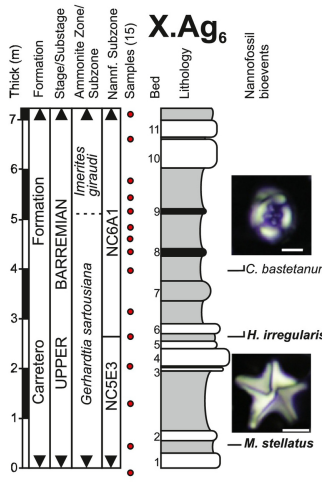 X.Ag6
Thick (m)
Formation
Stage/Substage
Ammonite Zone/
Subzone
Nannf. Subzone
Samples (15)
Bed
Lithology
Nannofossil
bioevents
7
6
5
4
3
2
1
0
Carretero Formation
UPPER BARREMIAN
Imerites
giraudi
Gerhardtia sartousiana
NC6A1
NC5E3
11
10
9
8
7
6
5
4
3
2
1
C. bastetanum
H. irregularis
M. stellatus